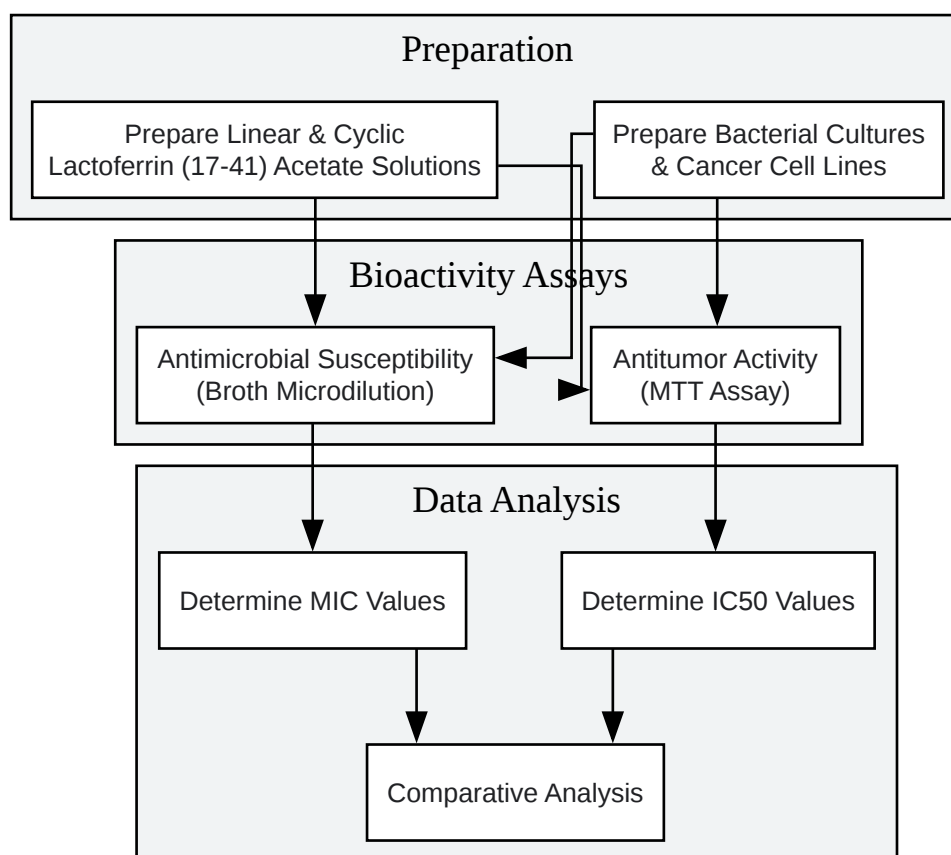 Preparation
Prepare Linear & Cyclic
Lactoferrin (17-41) Acetate Solutions
Prepare Bacterial Cultures
& Cancer Cell Lines
Bioactivity Assays
Antimicrobial Susceptibility
(Broth Microdilution)
Antitumor Activity
(MTT Assay)
Data Analysis
Determine MIC Values
Determine IC50 Values
Comparative Analysis